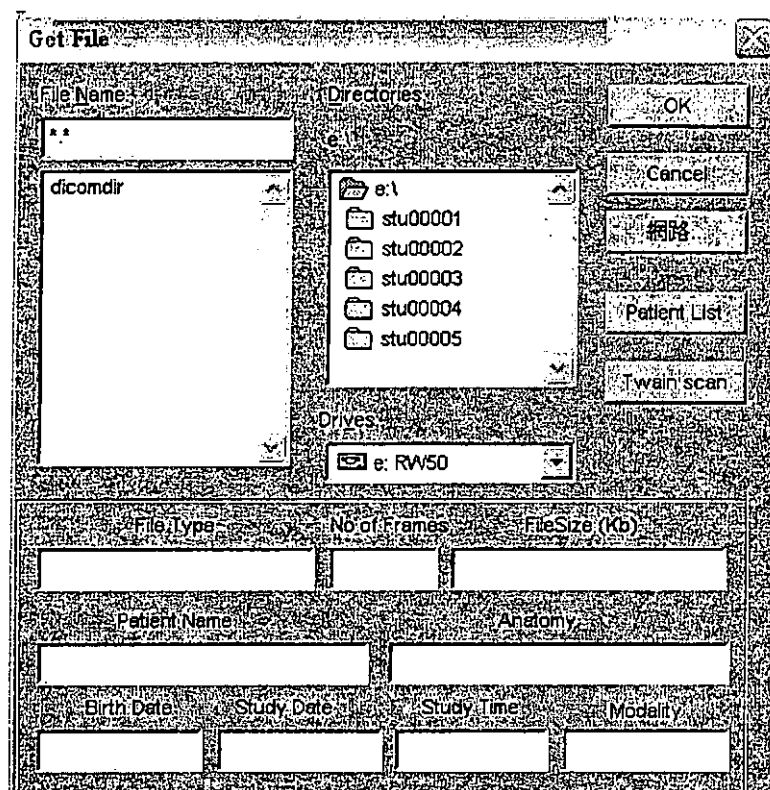 Get File
File Name
*.*
dicomdir
Directories
e:\
e:\
stu00001
stu00002
stu00003
stu00004
stu00005
Drives
e: RW50
OK
Cancel
網路
Patient List
Twain scan
File Type
No of Frames
FileSize (Kb)
Patient Name
Anatomy
Birth Date
Study Date
Study Time
Modality